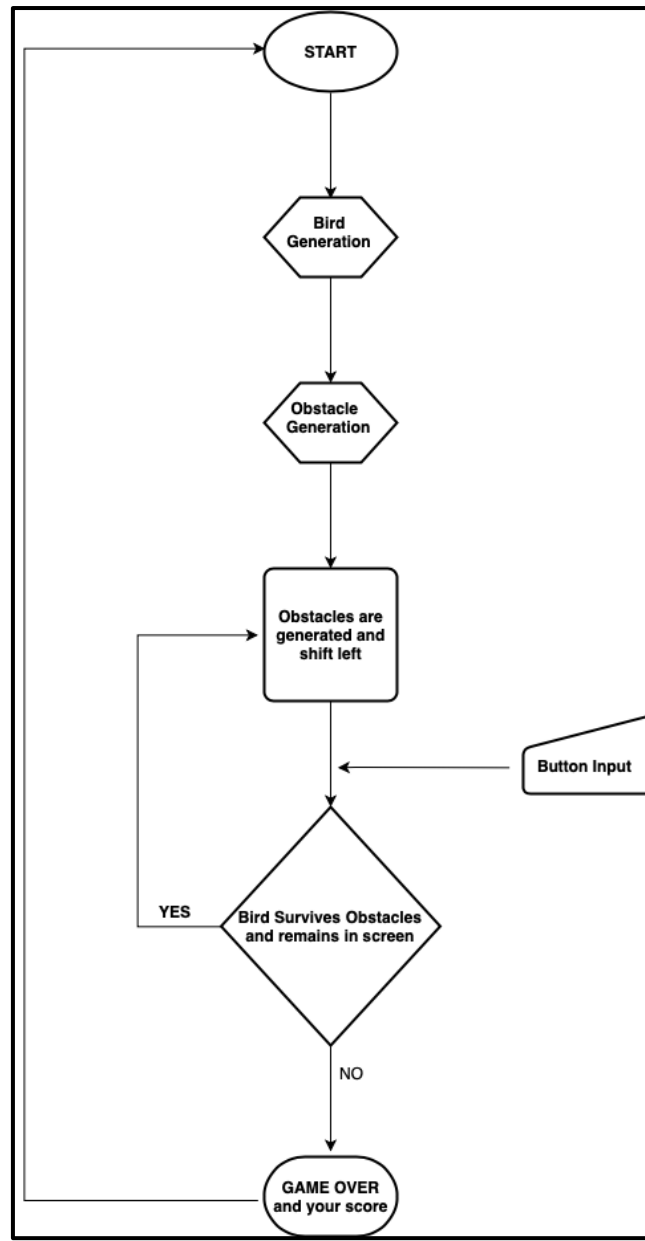 START
Bird
Generation
Obstacle
Generation
Obstacles are
generated and
shift left
Button Input
YES
Bird Survives Obstacles
and remains in screen
NO
GAME OVER
and your score